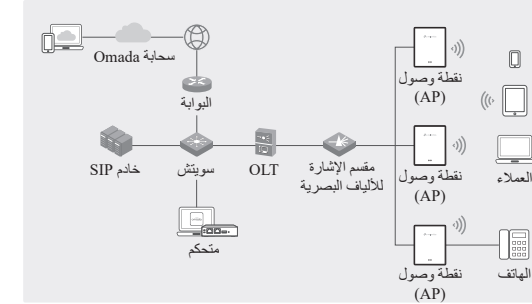 سحابة Omada
البوابة
خادم SIP
سويتش
OLT
مقسم الإشارة
للألياف البصرية
متحكم
نقطة وصول
(AP)
نقطة وصول
(AP)
نقطة وصول
(AP)
العملاء
الهاتف